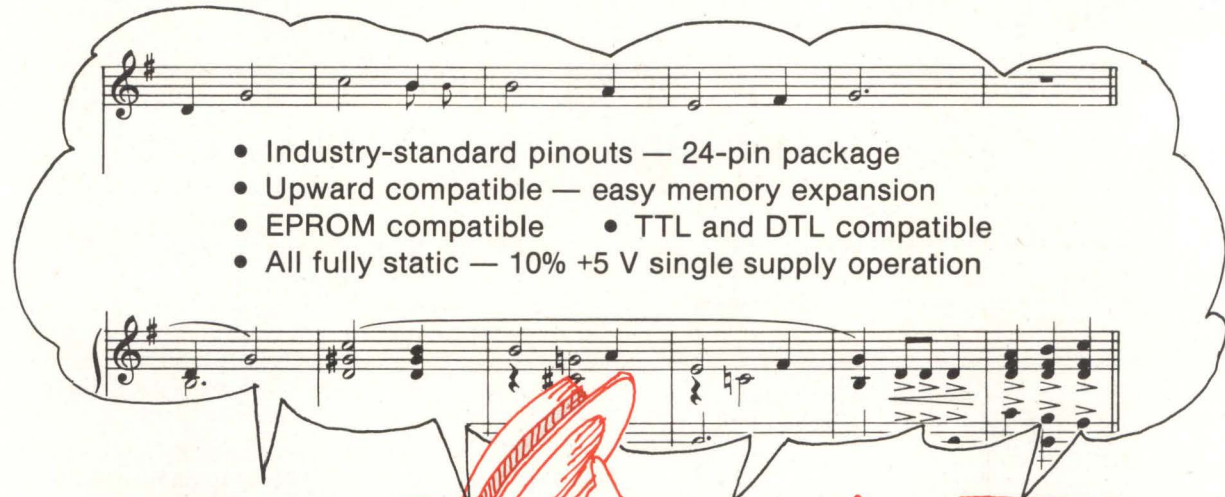 • Industry-standard pinouts — 24-pin package
• Upward compatible — easy memory expansion
• EPROM compatible • TTL and DTL compatible
• All fully static — 10% +5 V single supply operation